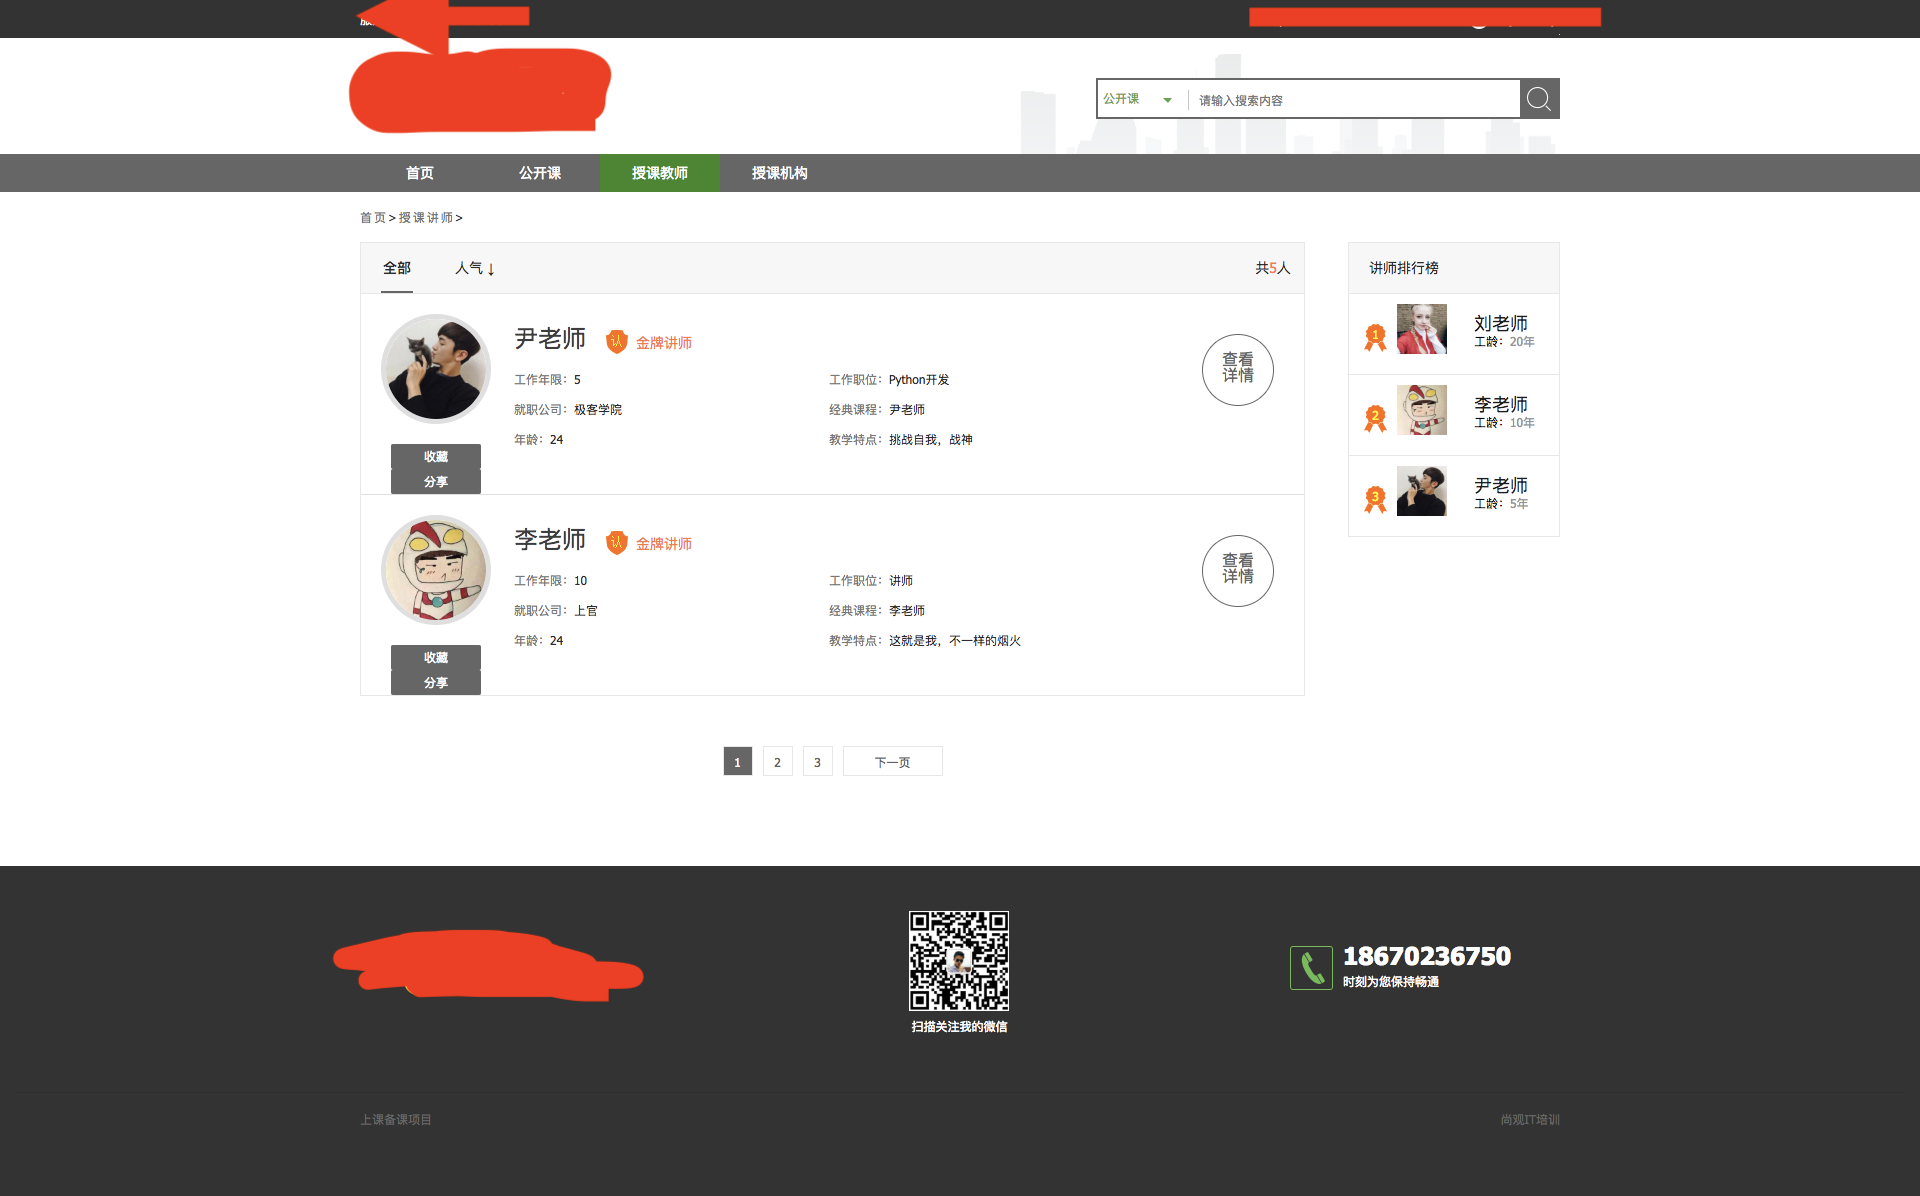 公开课
请输入搜索内容
首页 公开课 授课教师 授课机构
首页>授课讲师>
全部 人气↓ 共5人
尹老师 认 金牌讲师
工作年限：5 工作职位：Python开发
就职公司：极客学院 经典课程：尹老师
年龄：24 教学特点：挑战自我，战神
查看
详情
收藏
分享
李老师 认 金牌讲师
工作年限：10 工作职位：讲师
就职公司：上官 经典课程：李老师
年龄：24 教学特点：这就是我，不一样的烟火
查看
详情
收藏
分享
讲师排行榜
1 刘老师
工龄：20年
2 李老师
工龄：10年
3 尹老师
工龄：5年
1 2 3 下一页
扫描关注我的微信
18670236750
时刻为您保持畅通
上课备课项目
尚观IT培训